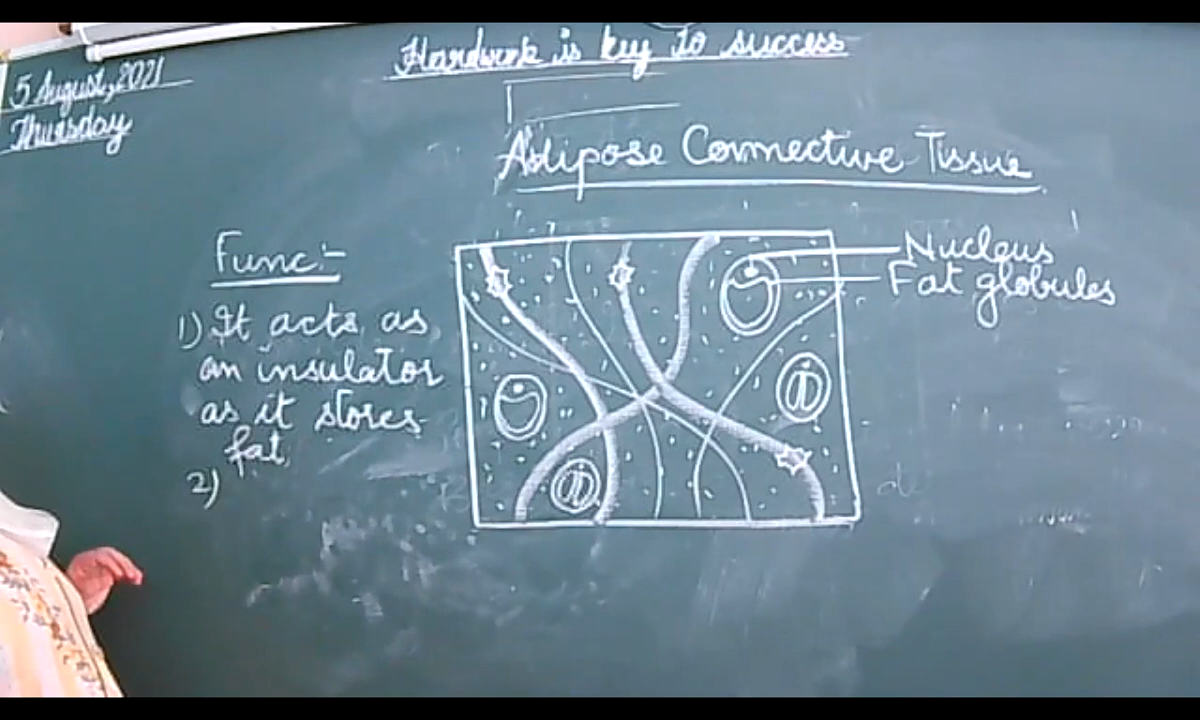 Hardwork is key to success
5 August, 2021
Thursday
Adipose Connective Tissue
Func:-
1) It acts as
an insulator
as it stores
fat.
2)
Nucleus
Fat globules